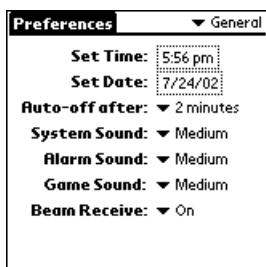 Preferences General
Set Time: 5:56 pm
Set Date: 7/24/02
Auto-off after: 2 minutes
System Sound: Medium
Alarm Sound: Medium
Game Sound: Medium
Beam Receive: On